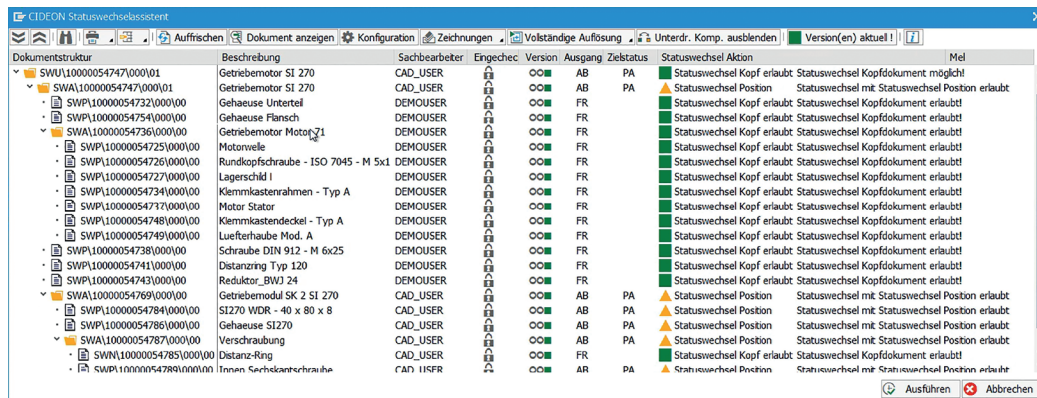 CIDEON Statuswechselassistent
Auffrischen Dokument anzeigen Konfiguration Zeichnungen Vollständige Auflösung Unterdr. Komp. ausblenden Version(en) aktuell !
Dokumentstruktur Beschreibung Sachbearbeiter Eingechec Version Ausgang Zielstatus Statuswechsel Aktion Mel
SWU\10000054747\000\01 Getriebemotor SI 270 CAD_USER AB PA Statuswechsel Kopf erlaubt Statuswechsel Kopfdokument möglich!
SWA\10000054747\000\01 Getriebemotor SI 270 CAD_USER AB PA Statuswechsel Position Statuswechsel mit Statuswechsel Position erlaubt
SWP\10000054732\000\00 Gehaeuse Unterteil DEMOUSER FR Statuswechsel Kopf erlaubt Statuswechsel Kopfdokument erlaubt!
SWP\10000054754\000\00 Gehaeuse Flansch DEMOUSER FR Statuswechsel Kopf erlaubt Statuswechsel Kopfdokument erlaubt!
SWA\10000054736\000\00 Getriebemotor Motor 71 DEMOUSER FR Statuswechsel Kopf erlaubt Statuswechsel Kopfdokument erlaubt!
SWP\10000054725\000\00 Motorwele DEMOUSER FR Statuswechsel Kopf erlaubt Statuswechsel Kopfdokument erlaubt!
SWP\10000054726\000\00 Rundkopfschraube - ISO 7045 - M 5x1 DEMOUSER FR Statuswechsel Kopf erlaubt Statuswechsel Kopfdokument erlaubt!
SWP\10000054727\000\00 Lagerschild I DEMOUSER FR Statuswechsel Kopf erlaubt Statuswechsel Kopfdokument erlaubt!
SWP\10000054734\000\00 Klemmkastenrahmen - Typ A DEMOUSER FR Statuswechsel Kopf erlaubt Statuswechsel Kopfdokument erlaubt!
SWP\10000054737\000\00 Motor Stator DEMOUSER FR Statuswechsel Kopf erlaubt Statuswechsel Kopfdokument erlaubt!
SWP\10000054748\000\00 Klemmkastendeckel - Typ A DEMOUSER FR Statuswechsel Kopf erlaubt Statuswechsel Kopfdokument erlaubt!
SWP\10000054749\000\00 Luefterhaube Mod. A DEMOUSER FR Statuswechsel Kopf erlaubt Statuswechsel Kopfdokument erlaubt!
SWP\10000054738\000\00 Schraube DIN 912 - M 6x25 DEMOUSER FR Statuswechsel Kopf erlaubt Statuswechsel Kopfdokument erlaubt!
SWP\10000054741\000\00 Distanzring Typ 120 DEMOUSER FR Statuswechsel Kopf erlaubt Statuswechsel Kopfdokument erlaubt!
SWP\10000054743\000\00 Reduktor_BWJ 24 DEMOUSER FR Statuswechsel Kopf erlaubt Statuswechsel Kopfdokument erlaubt!
SWA\10000054769\000\00 Getriebemodul SK 2 SI 270 CAD_USER AB PA Statuswechsel Position Statuswechsel mit Statuswechsel Position erlaubt
SWP\10000054784\000\00 SI270 WDR - 40 x 80 x 8 CAD_USER AB PA Statuswechsel Position Statuswechsel mit Statuswechsel Position erlaubt
SWP\10000054786\000\00 Gehaeuse SI270 CAD_USER AB PA Statuswechsel Position Statuswechsel mit Statuswechsel Position erlaubt
SWA\10000054787\000\00 Verschraubung CAD_USER AB PA Statuswechsel Position Statuswechsel mit Statuswechsel Position erlaubt
SWN\10000054785\000\00 Distanz-Ring CAD_USER FR Statuswechsel Kopf erlaubt Statuswechsel Kopfdokument erlaubt!
SWP\10000054789\000\00 Innen Sechskantschraube CAD_USER AB PA Statuswechsel Position Statuswechsel mit Statuswechsel Position erlaubt
Ausführen Abbrechen